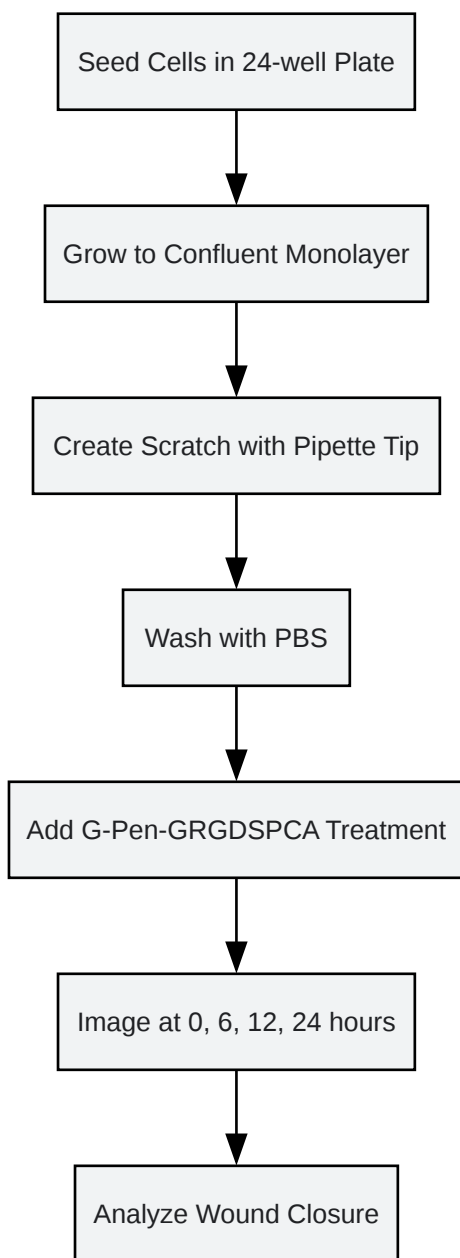 Seed Cells in 24-well Plate
Grow to Confluent Monolayer
Create Scratch with Pipette Tip
Wash with PBS
Add G-Pen-GRGDSPCA Treatment
Image at 0, 6, 12, 24 hours
Analyze Wound Closure